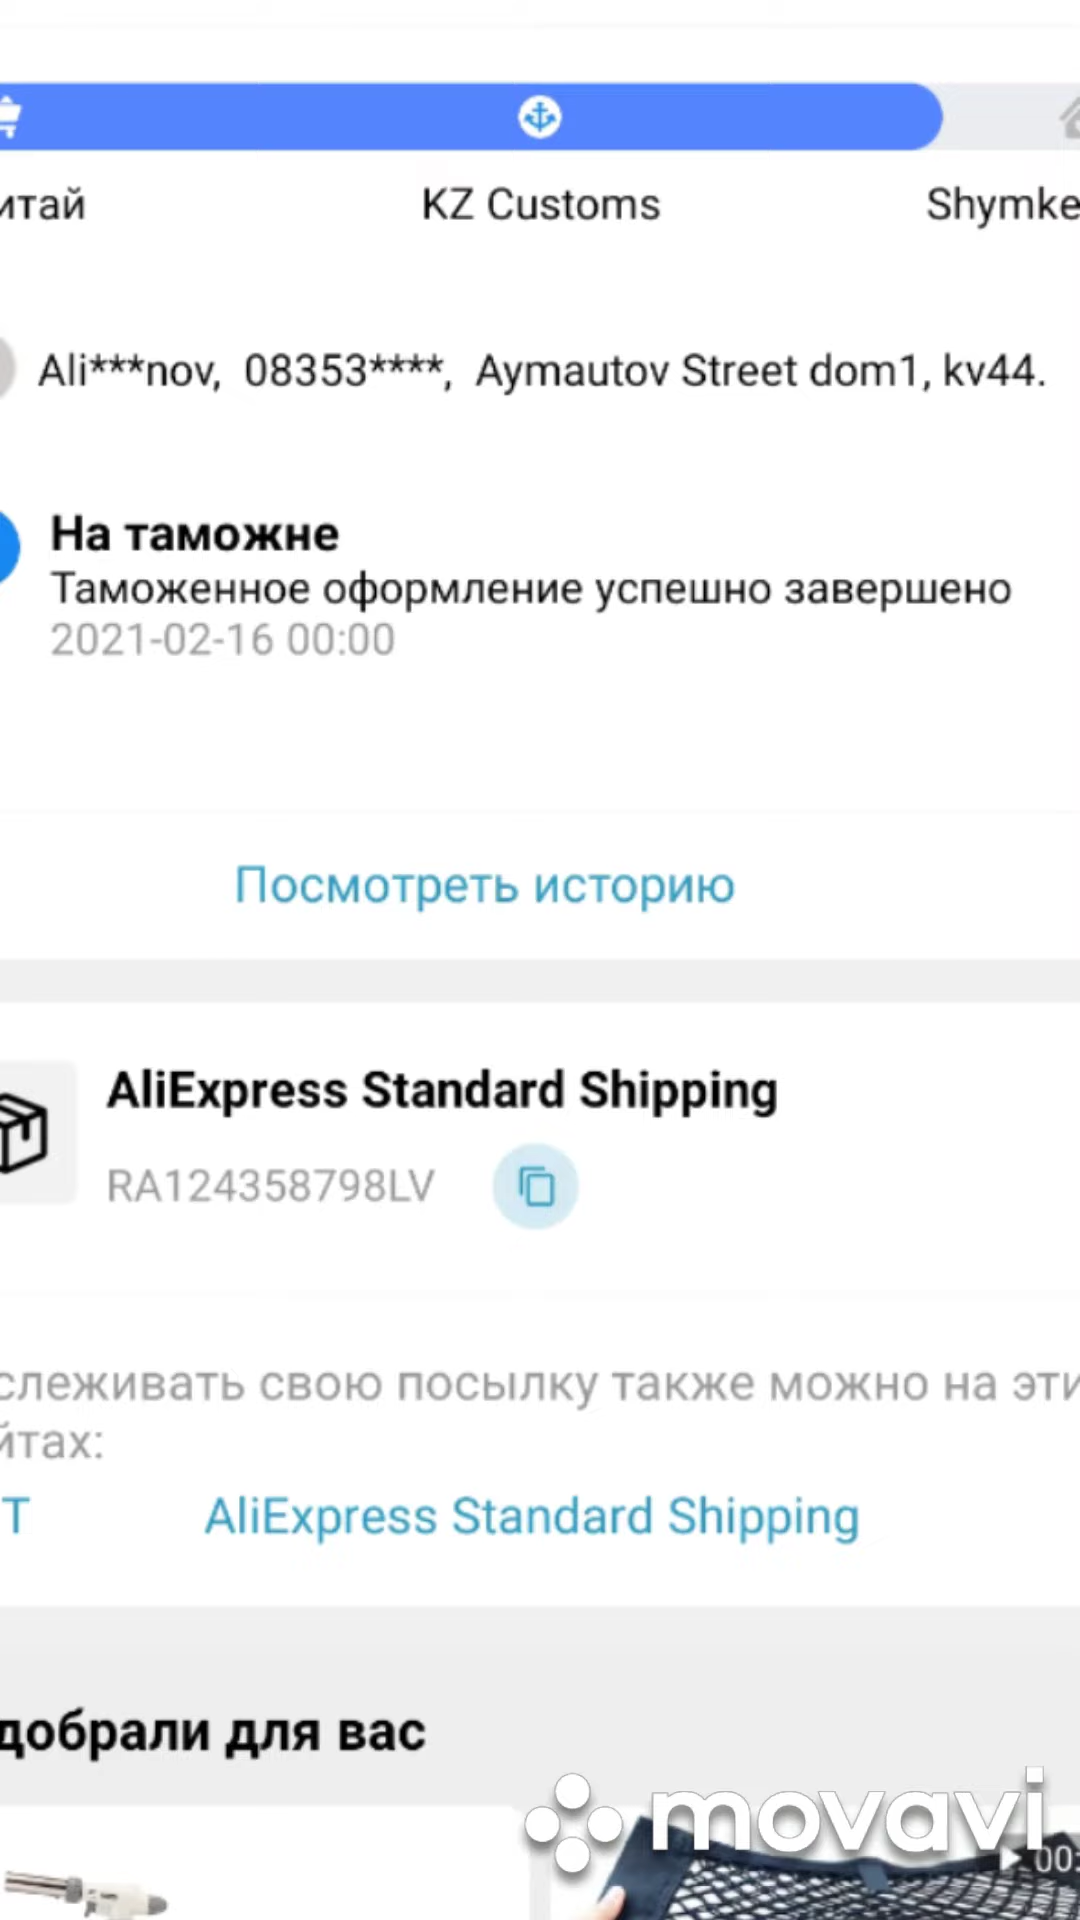 итай
KZ Customs
Shymke
Ali***nov, 08353****, Aymautov Street dom1, kv44.
На таможне
Таможенное оформление успешно завершено
2021-02-16 00:00
Посмотреть историю
AliExpress Standard Shipping
RA124358798LV
слеживать свою посылку также можно на эти
йтах:
Т
AliExpress Standard Shipping
добрали для вас
movavi
00: